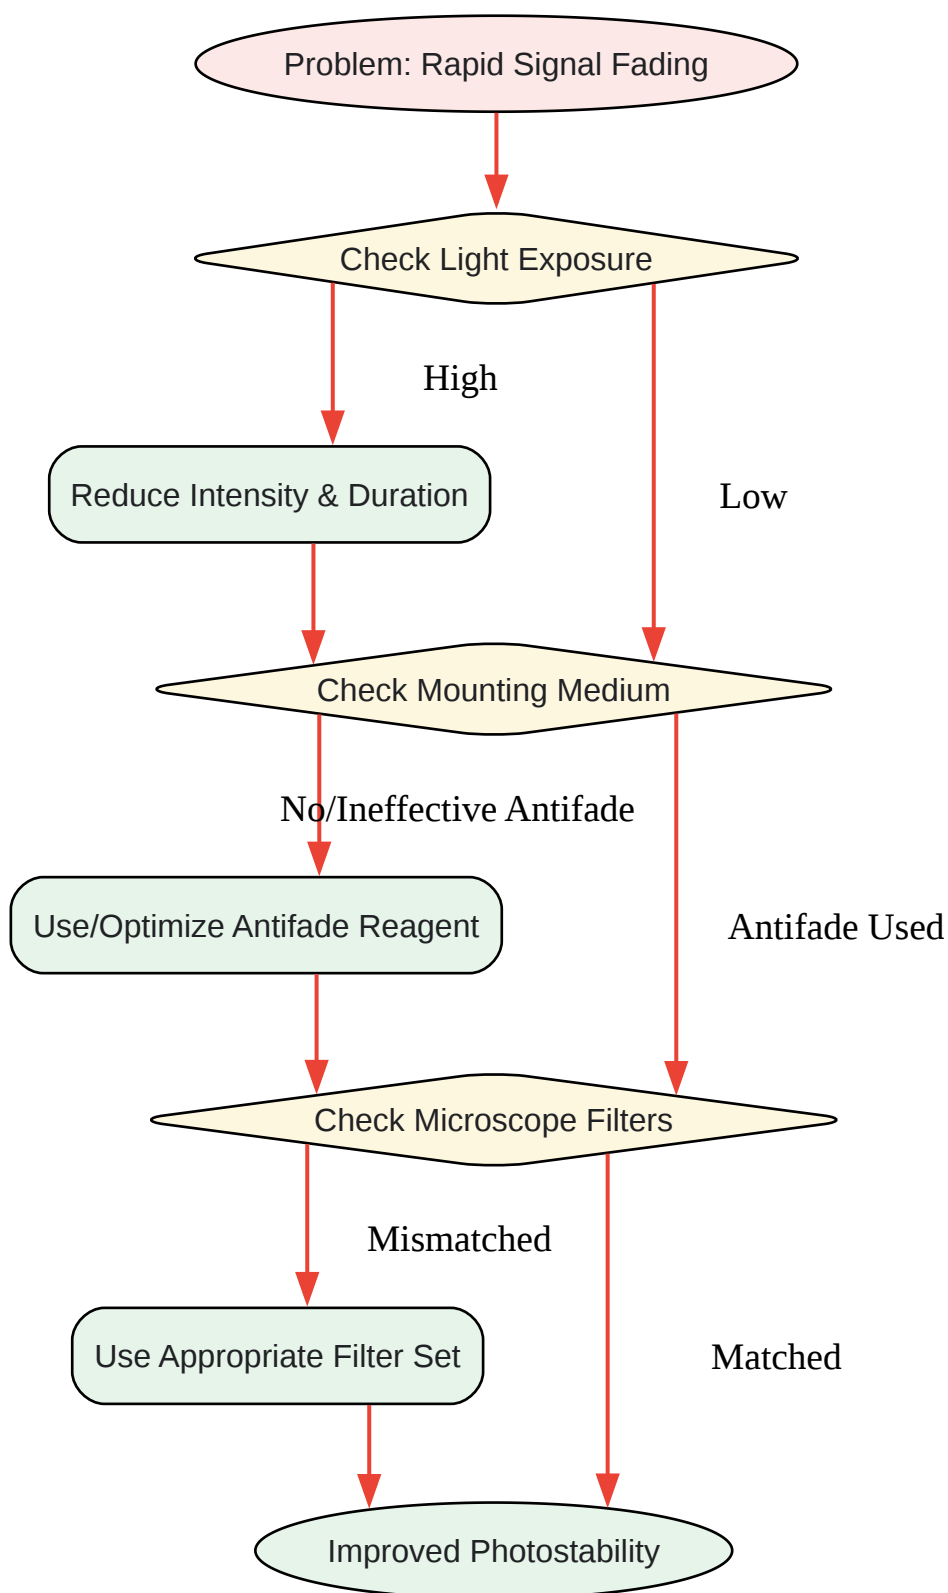 Problem: Rapid Signal Fading
Check Light Exposure
High
Reduce Intensity & Duration
Low
Check Mounting Medium
No/Ineffective Antifade
Use/Optimize Antifade Reagent
Antifade Used
Check Microscope Filters
Mismatched
Use Appropriate Filter Set
Matched
Improved Photostability